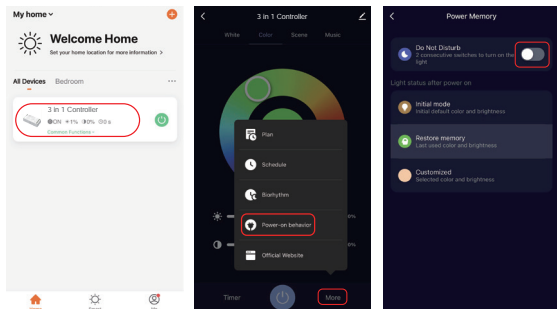 My home
Welcome Home
Set your home location for more information >
All Devices Bedroom
3 in 1 Controller
ON 1% 0% 0 s
Common Functions
3 in 1 Controller
White Color Scene Music
Plan
Schedule
Biorhythm
Power-on behavior
Official Website
Timer More
Power Memory
Do Not Disturb
2 consecutive switches to turn on the
light
Light status after power on
Initial mode
Initial default color and brightness
Restore memory
Last used color and brightness
Customized
Selected color and brightness